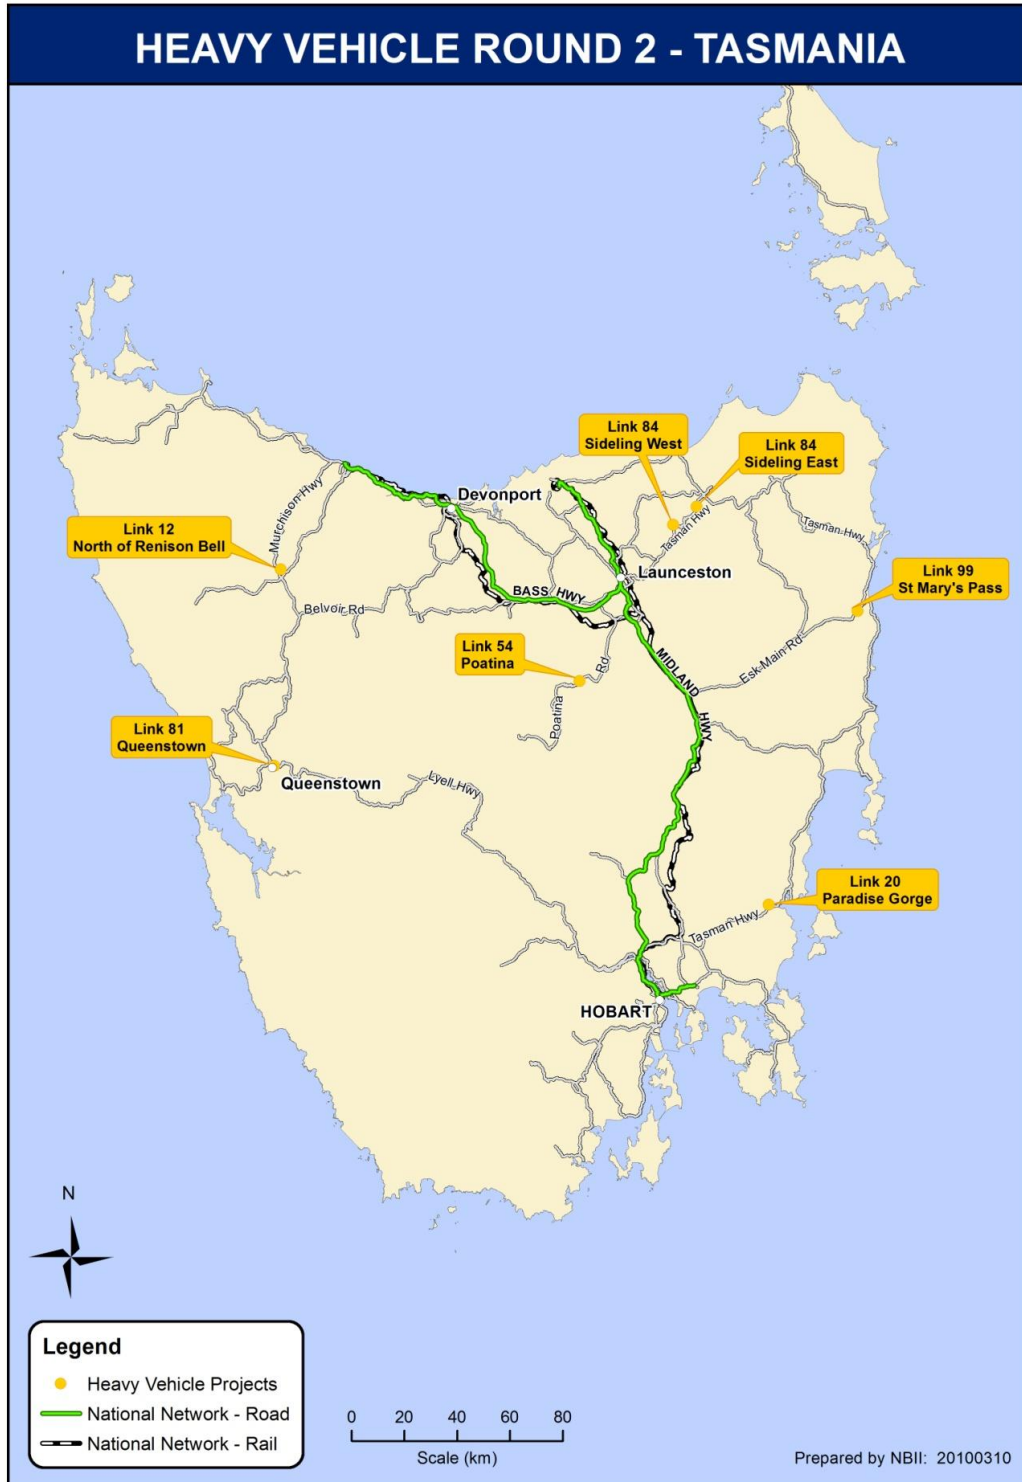 HEAVY VEHICLE ROUND 2 - TASMANIA
Link 84
Sideling West
Link 84
Sideling East
Devonport
Murchison Hwy
Tasman Hwy
Tasman Hwy
Link 12
North of Renison Bell
Launceston
Link 99
St Mary's Pass
BASS HWY
Belvoir Rd
Link 54
Poatina
Esk Main Rd
MIDLAND HWY
Poatina Rd
Link 81
Queenstown
Queenstown
Lyell Hwy
Link 20
Paradise Gorge
Tasman Hwy
HOBART
N
Legend
Heavy Vehicle Projects
National Network - Road
National Network - Rail
0 20 40 60 80
Scale (km)
Prepared by NBII: 20100310